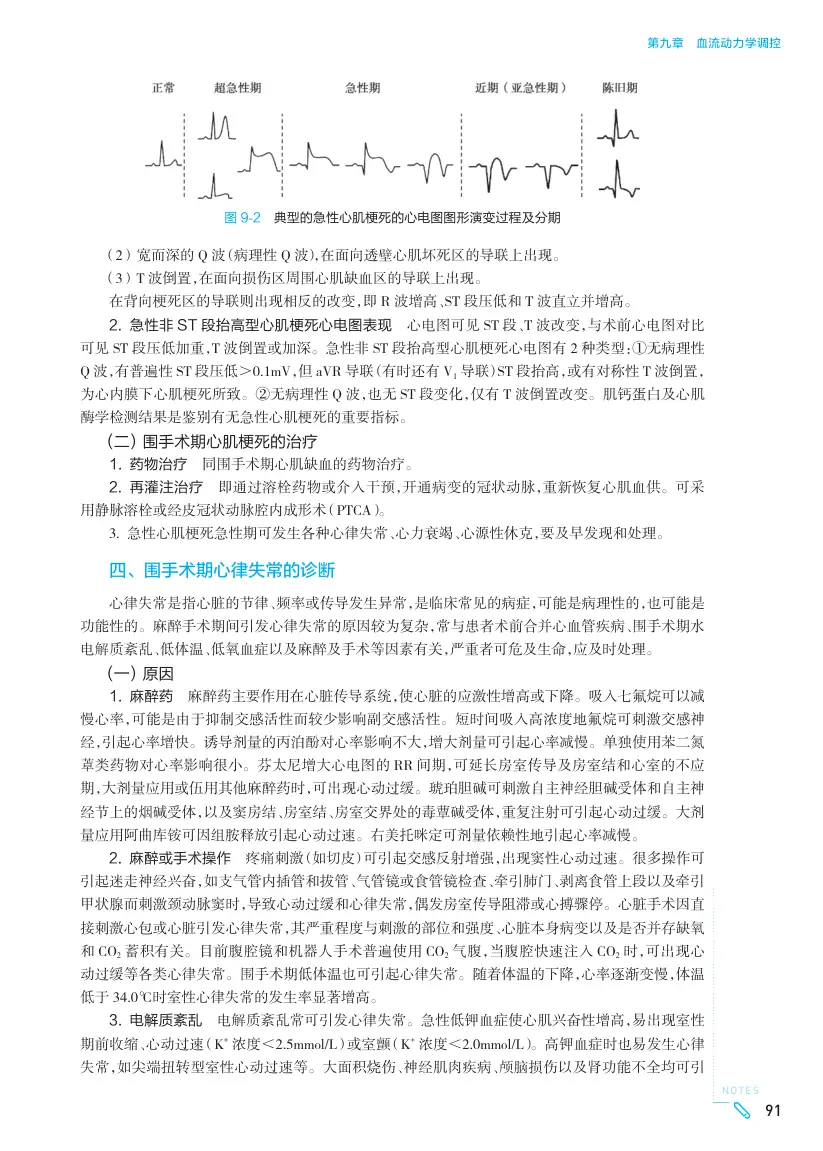 第九章 血流动力学调控
正常 超急性期 急性期 近期（亚急性期） 陈旧期
图 9-2 典型的急性心肌梗死的心电图图形演变过程及分期
（2）宽而深的 Q 波（病理性 Q 波），在面向透壁心肌坏死区的导联上出现。
（3）T 波倒置，在面向损伤区周围心肌缺血区的导联上出现。
在背向梗死区的导联则出现相反的改变，即 R 波增高、ST 段压低和 T 波直立并增高。
2. 急性非 ST 段抬高型心肌梗死心电图表现 心电图可见 ST 段、T 波改变，与术前心电图对比
可见 ST 段压低加重，T 波倒置或加深。急性非 ST 段抬高型心肌梗死心电图有 2 种类型：①无病理性
Q 波，有普遍性 ST 段压低＞0.1mV，但 aVR 导联（有时还有 V₁ 导联）ST 段抬高，或有对称性 T 波倒置，
为心内膜下心肌梗死所致。②无病理性 Q 波，也无 ST 段变化，仅有 T 波倒置改变。肌钙蛋白及心肌
酶学检测结果是鉴别有无急性心肌梗死的重要指标。
（二）围手术期心肌梗死的治疗
1. 药物治疗 同围手术期心肌缺血的药物治疗。
2. 再灌注治疗 即通过溶栓药物或介入干预，开通病变的冠状动脉，重新恢复心肌血供。可采
用静脉溶栓或经皮冠状动脉腔内成形术（PTCA）。
3. 急性心肌梗死急性期可发生各种心律失常、心力衰竭、心源性休克，要及早发现和处理。
四、围手术期心律失常的诊断
心律失常是指心脏的节律、频率或传导发生异常，是临床常见的病症，可能是病理性的，也可能是
功能性的。麻醉手术期间引发心律失常的原因较为复杂，常与患者术前合并心血管疾病、围手术期水
电解质紊乱、低体温、低氧血症以及麻醉及手术等因素有关，严重者可危及生命，应及时处理。
（一）原因
1. 麻醉药 麻醉药主要作用在心脏传导系统，使心脏的应激性增高或下降。吸入七氟烷可以减
慢心率，可能是由于抑制交感活性而较少影响副交感活性。短时间吸入高浓度地氟烷可刺激交感神
经，引起心率增快。诱导剂量的丙泊酚对心率影响不大，增大剂量可引起心率减慢。单独使用苯二氮
䓬类药物对心率影响很小。芬太尼增大心电图的 RR 间期，可延长房室传导及房室结和心室的不应
期，大剂量应用或伍用其他麻醉药时，可出现心动过缓。琥珀胆碱可刺激自主神经胆碱受体和自主神
经节上的烟碱受体，以及窦房结、房室结、房室交界处的毒蕈碱受体，重复注射可引起心动过缓。大剂
量应用阿曲库铵可因组胺释放引起心动过速。右美托咪定可剂量依赖性地引起心率减慢。
2. 麻醉或手术操作 疼痛刺激（如切皮）可引起交感反射增强，出现窦性心动过速。很多操作可
引起迷走神经兴奋，如支气管内插管和拔管、气管镜或食管镜检查、牵引肺门、剥离食管上段以及牵引
甲状腺而刺激颈动脉窦时，导致心动过缓和心律失常，偶发房室传导阻滞或心搏骤停。心脏手术因直
接刺激心包或心脏引发心律失常，其严重程度与刺激的部位和强度、心脏本身病变以及是否并存缺氧
和 CO₂ 蓄积有关。目前腹腔镜和机器人手术普遍使用 CO₂ 气腹，当腹腔快速注入 CO₂ 时，可出现心
动过缓等各类心律失常。围手术期低体温也可引起心律失常。随着体温的下降，心率逐渐变慢，体温
低于 34.0℃时室性心律失常的发生率显著增高。
3. 电解质紊乱 电解质紊乱常可引发心律失常。急性低钾血症使心肌兴奋性增高，易出现室性
期前收缩、心动过速（K⁺ 浓度＜2.5mmol/L）或室颤（K⁺ 浓度＜2.0mmol/L）。高钾血症时也易发生心律
失常，如尖端扭转型室性心动过速等。大面积烧伤、神经肌肉疾病、颅脑损伤以及肾功能不全均可引
NOTES
91